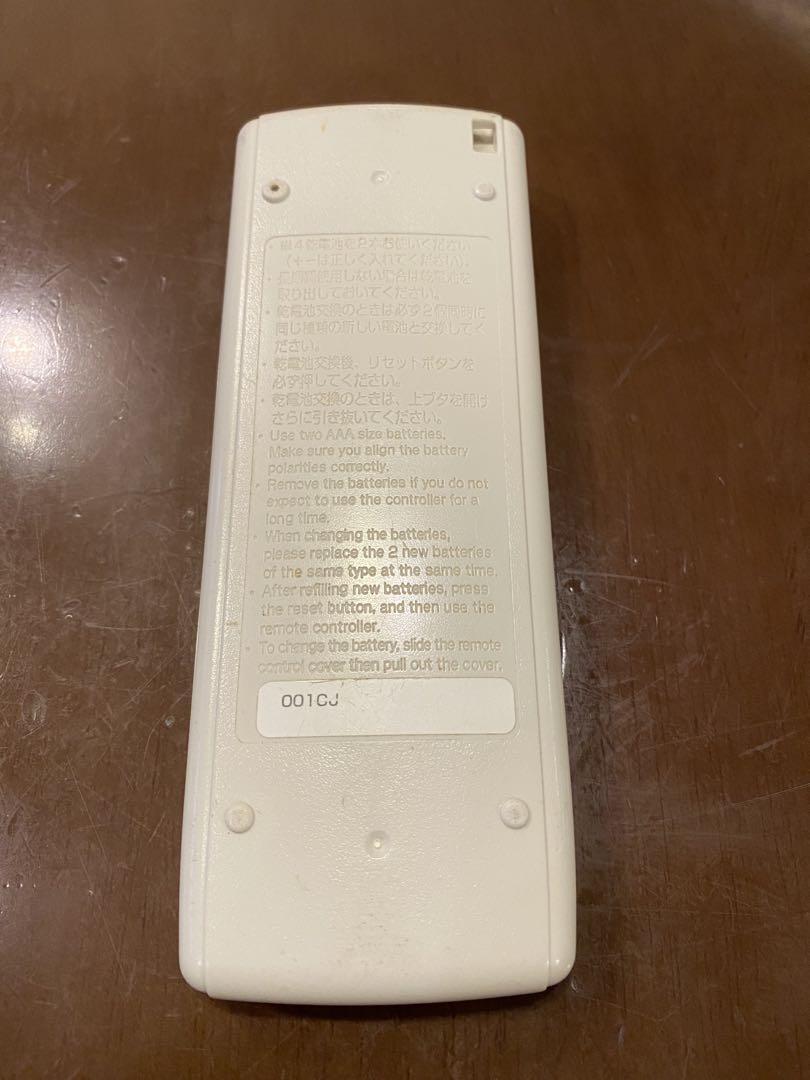 • 単4乾電池を2本お使いください
(+-は正しく入れてください)。
• 長期間使用しない場合は乾電池を
取り出しておいてください。
• 乾電池交換のときは必ず2個同時に
同じ種類の新しい電池と交換してく
ださい。
• 乾電池交換後、リセットボタンを
必ず押してください。
• 乾電池交換のときは、上ブタを開け
さらに引き抜いてください。
• Use two AAA size batteries.
Make sure you align the battery
polarities correctly.
• Remove the batteries if you do not
expect to use the controller for a
long time.
• When changing the batteries,
please replace the 2 new batteries
of the same type at the same time.
• After refilling new batteries, press
the reset button, and then use the
remote controller.
• To change the battery, slide the remote
control cover then pull out the cover.
001CJ